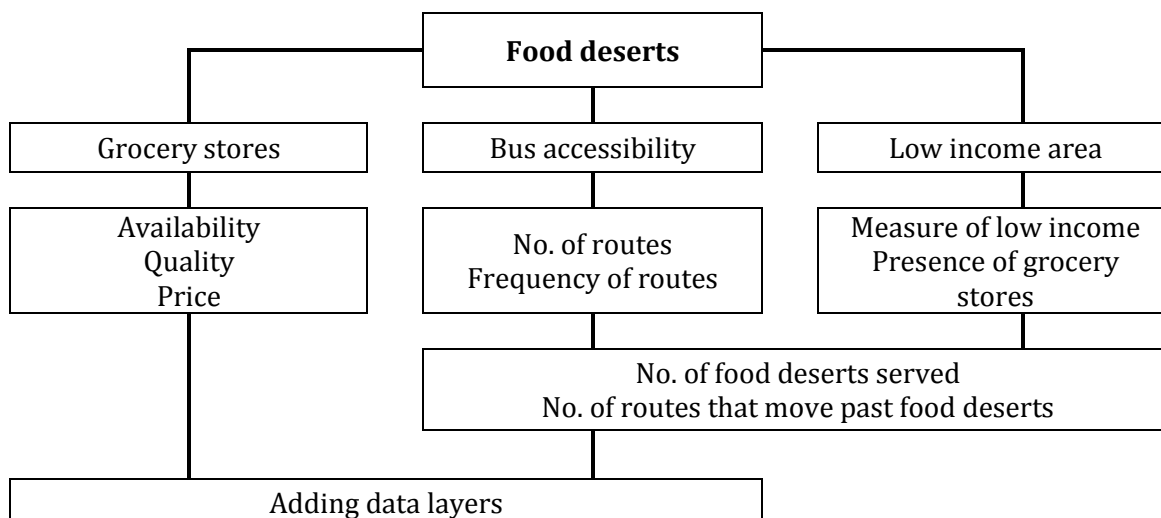 Food deserts
Grocery stores
Bus accessibility
Low income area
Availability
Quality
Price
No. of routes
Frequency of routes
Measure of low income
Presence of grocery
stores
No. of food deserts served
No. of routes that move past food deserts
Adding data layers